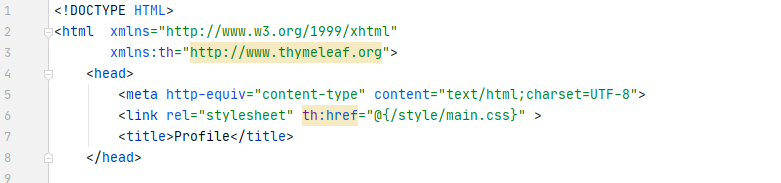 1 <!DOCTYPE HTML>
2 <html  xmlns="http://www.w3.org/1999/xhtml"
3        xmlns:th="http://www.thymeleaf.org">
4     <head>
5         <meta http-equiv="content-type" content="text/html;charset=UTF-8">
6         <link rel="stylesheet" th:href="@{/style/main.css}" >
7         <title>Profile</title>
8     </head>
9